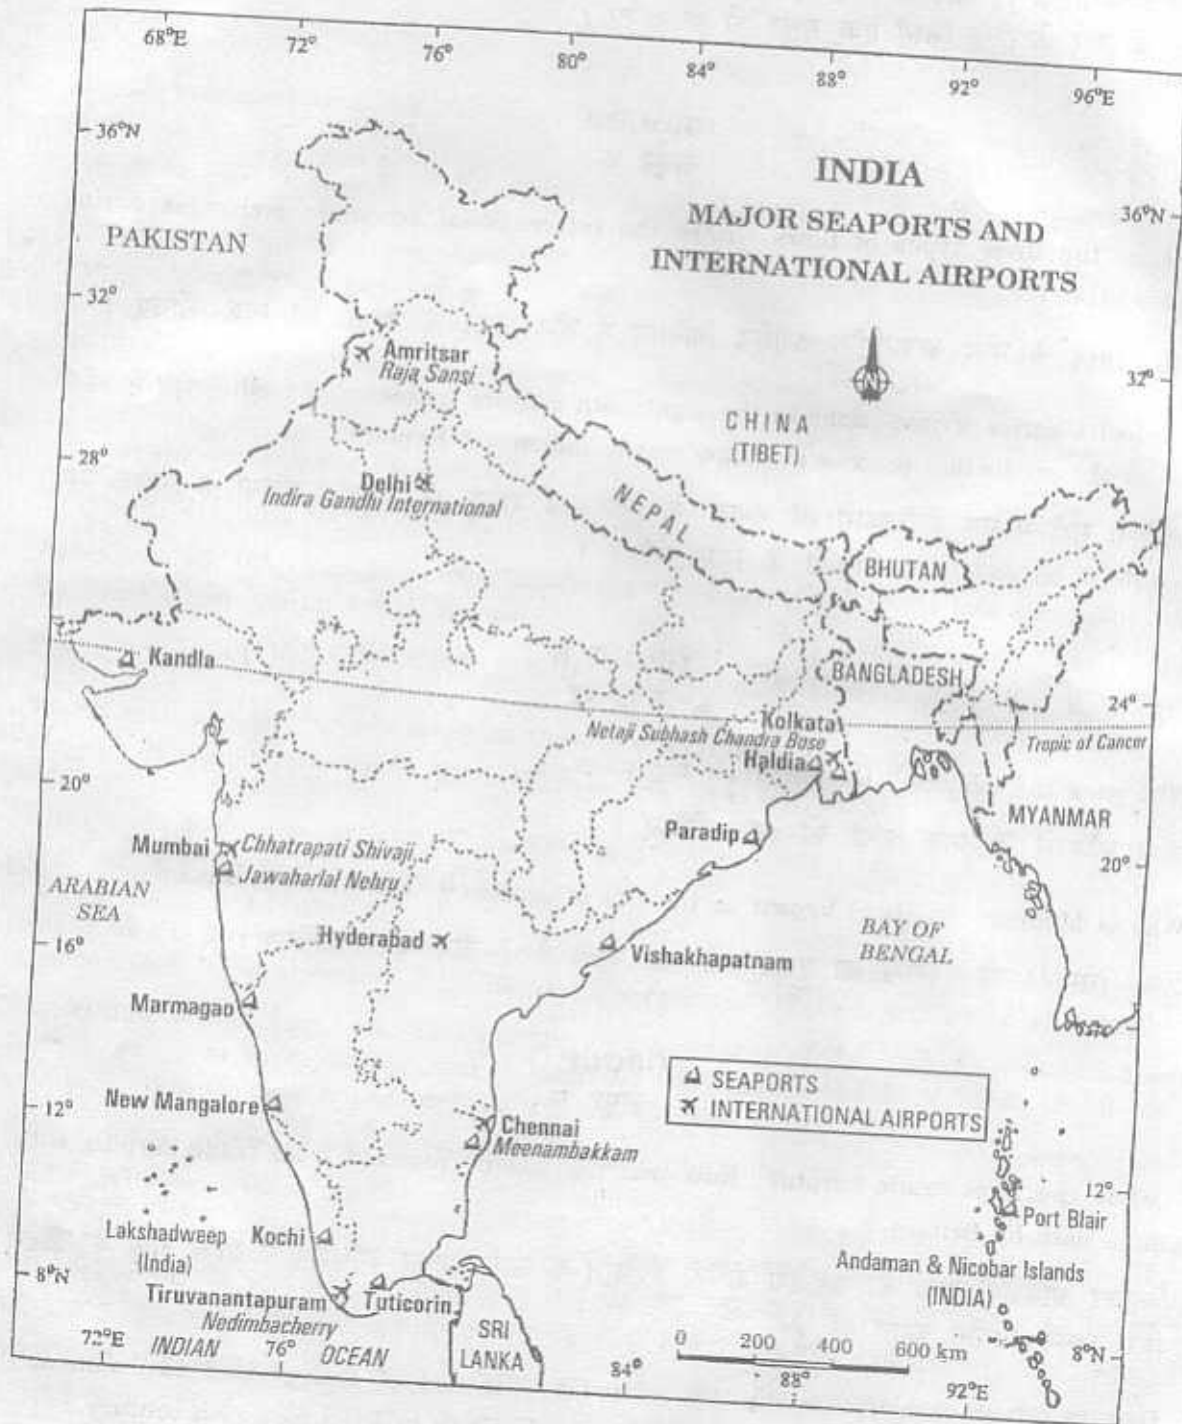 68°E
72°
76°
80°
84°
88°
92°
96°E
36°N
INDIA
MAJOR SEAPORTS AND
INTERNATIONAL AIRPORTS
36°N
PAKISTAN
32°
32°
Amritsar
Raja Sansi
N
CHINA
(TIBET)
28°
Delhi
Indira Gandhi International
NEPAL
BHUTAN
Kandla
BANGLADESH
24°
Tropic of Cancer
Kolkata
Netaji Subhash Chandra Bose
Haldia
20°
MYANMAR
Paradip
Mumbai
Chhatrapati Shivaji
Jawaharlal Nehru
20°
ARABIAN
SEA
16°
Hyderabad
Vishakhapatnam
BAY OF
BENGAL
Marmagao
SEAPORTS
INTERNATIONAL AIRPORTS
12°
New Mangalore
Chennai
Meenambakkam
12°
Port Blair
Lakshadweep
(India)
Kochi
Andaman & Nicobar Islands
(INDIA)
8°N
Tiruvanantapuram
Nedimbacherry
Tuticorin
SRI
LANKA
0 200 400 600 km
8°N
72°E
INDIAN
76°
OCEAN
84°
88°
92°E